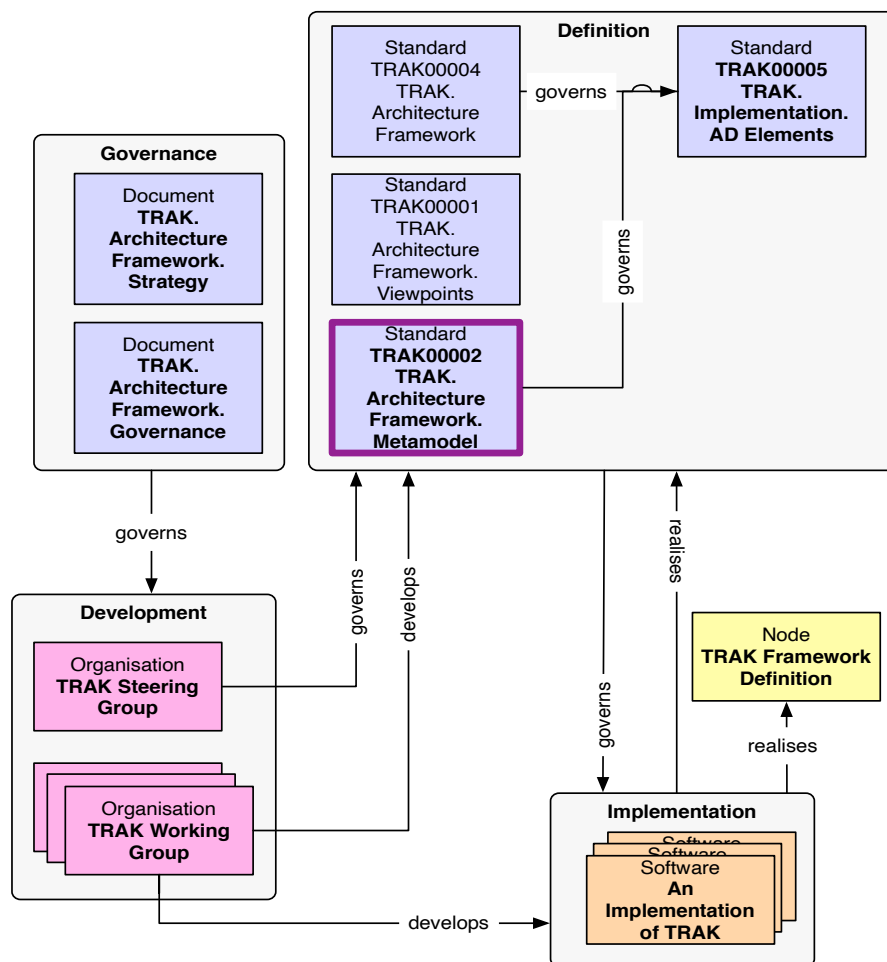 Definition
Standard
TRAK00004
TRAK.
Architecture
Framework
governs
Standard
TRAK00005
TRAK.
Implementation.
AD Elements
Governance
Document
TRAK.
Architecture
Framework.
Strategy
Standard
TRAK00001
TRAK.
Architecture
Framework.
Viewpoints
governs
Document
TRAK.
Architecture
Framework.
Governance
Standard
TRAK00002
TRAK.
Architecture
Framework.
Metamodel
governs
governs
develops
realises
governs
Development
Organisation
TRAK Steering
Group
Organisation
TRAK Working
Group
Node
TRAK Framework
Definition
realises
develops
Implementation
Software
Software
Software
An
Implementation
of TRAK